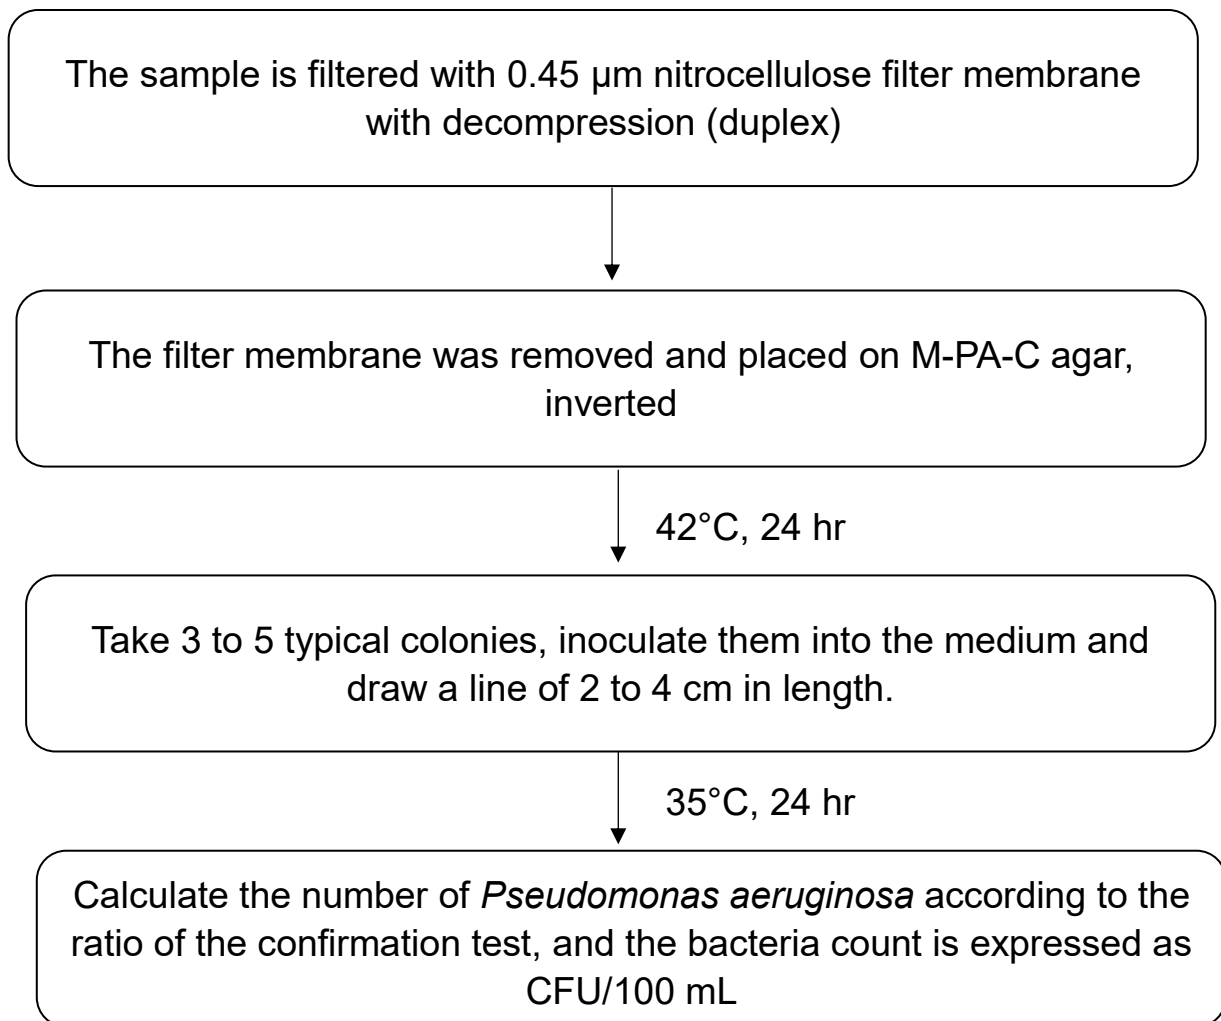 The sample is filtered with 0.45 µm nitrocellulose filter membrane
with decompression (duplex)
The filter membrane was removed and placed on M-PA-C agar,
inverted
42°C, 24 hr
Take 3 to 5 typical colonies, inoculate them into the medium and
draw a line of 2 to 4 cm in length.
35°C, 24 hr
Calculate the number of Pseudomonas aeruginosa according to the
ratio of the confirmation test, and the bacteria count is expressed as
CFU/100 mL